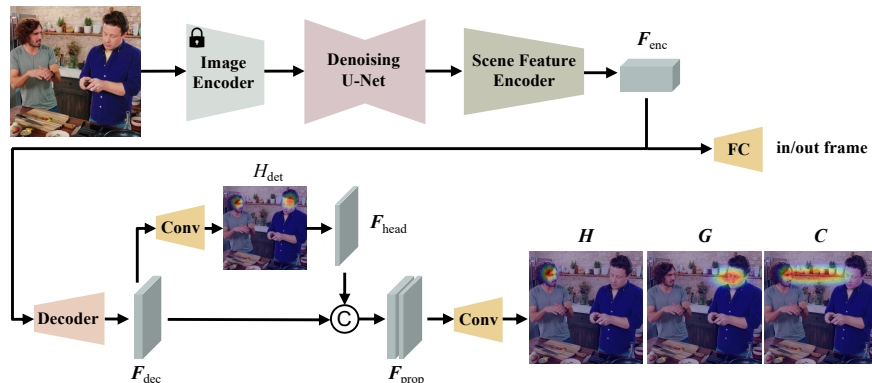 Image
Encoder
Denoising
U-Net
Scene Feature
Encoder
F_enc
FC
in/out frame
H_det
Conv
F_head
H
G
C
Decoder
C
Conv
F_dec
F_prop